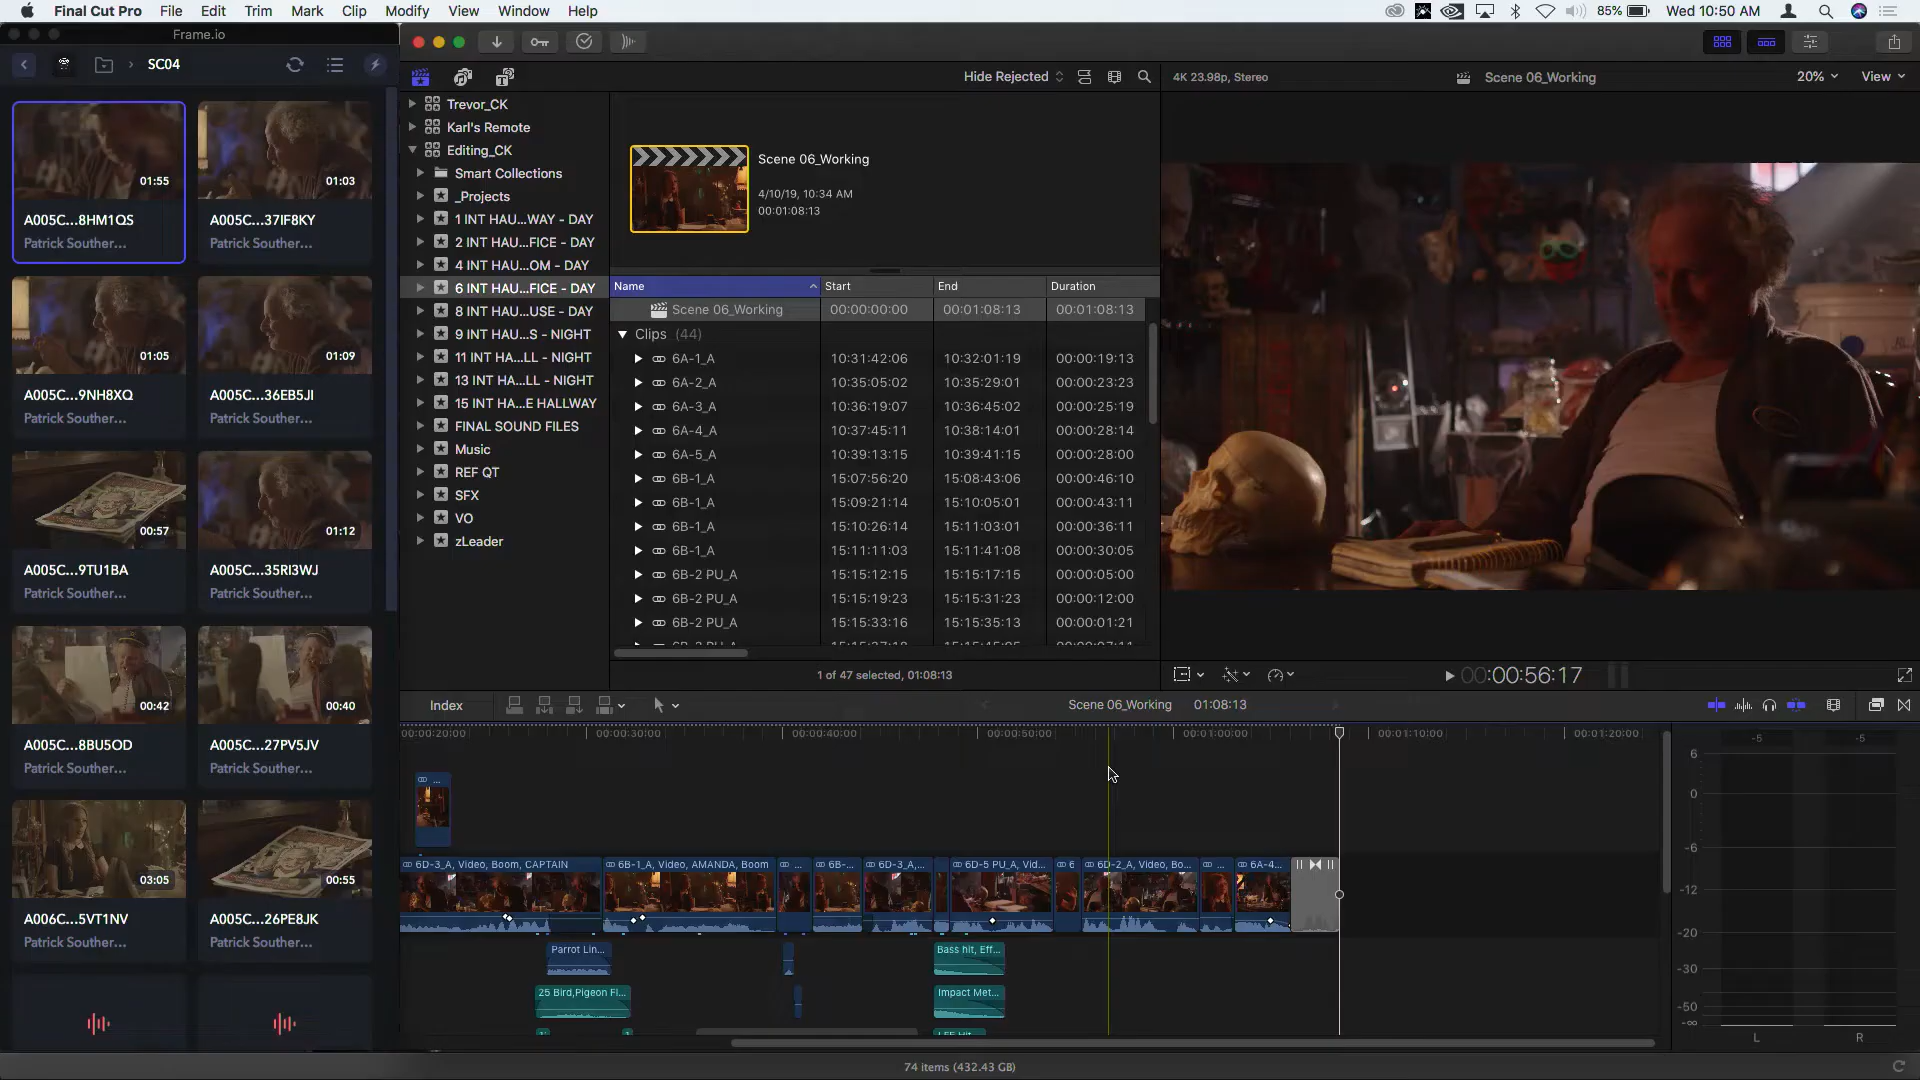 Final Cut Pro File Edit Trim Mark Clip Modify View Window Help 85% Wed 10:50 AM
Frame.io
SC04
01:55
A005C...8HM1QS
Patrick Souther...
01:03
A005C...37IF8KY
Patrick Souther...
01:05
A005C...9NH8XQ
Patrick Souther...
01:09
A005C...36EB5JI
Patrick Souther...
00:57
A005C...9TU1BA
Patrick Souther...
01:12
A005C...35RI3WJ
Patrick Souther...
00:42
A005C...8BU5OD
Patrick Souther...
00:40
A005C...27PV5JV
Patrick Souther...
03:05
A006C...5VT1NV
Patrick Souther...
00:55
A005C...26PE8JK
Patrick Souther...
Hide Rejected
Trevor_CK
Karl's Remote
Editing_CK
Smart Collections
_Projects
1 INT HAU...WAY - DAY
2 INT HAU...FICE - DAY
4 INT HAU...OM - DAY
6 INT HAU...FICE - DAY
8 INT HAU...USE - DAY
9 INT HAU...S - NIGHT
11 INT HA...LL - NIGHT
13 INT HA...LL - NIGHT
15 INT HA...E HALLWAY
FINAL SOUND FILES
Music
REF QT
SFX
VO
zLeader
Scene 06_Working
4/10/19, 10:34 AM
00:01:08:13
Name Start End Duration
Scene 06_Working 00:00:00:00 00:01:08:13 00:01:08:13
Clips (44)
6A-1_A 10:31:42:06 10:32:01:19 00:00:19:13
6A-2_A 10:35:05:02 10:35:29:01 00:00:23:23
6A-3_A 10:36:19:07 10:36:45:02 00:00:25:19
6A-4_A 10:37:45:11 10:38:14:01 00:00:28:14
6A-5_A 10:39:13:15 10:39:41:15 00:00:28:00
6B-1_A 15:07:56:20 15:08:43:06 00:00:46:10
6B-1_A 15:09:21:14 15:10:05:01 00:00:43:11
6B-1_A 15:10:26:14 15:11:03:01 00:00:36:11
6B-1_A 15:11:11:03 15:11:41:08 00:00:30:05
6B-2 PU_A 15:15:12:15 15:15:17:15 00:00:05:00
6B-2 PU_A 15:15:19:23 15:15:31:23 00:00:12:00
6B-2 PU_A 15:15:33:16 15:15:35:13 00:00:01:21
1 of 47 selected, 01:08:13
4K 23.98p, Stereo
Scene 06_Working
20% View
00:00:56:17
Index
Scene 06_Working 01:08:13
00:00:20:00 00:00:30:00 00:00:40:00 00:00:50:00 00:01:00:00 00:01:10:00 00:01:20:00
...
6D-3_A, Video, Boom, CAPTAIN
6B-1_A, Video, AMANDA, Boom
...
6B-...
6D-3_A,...
6D-5 PU_A, Vid...
6
6D-2_A, Video, Bo...
...
6A-4...
Parrot Lin...
Bass hit, Eff...
25 Bird,Pigeon Fl...
Impact Met...
-5 -5
6
0
-6
-12
-20
-30
-50
-∞
L R
74 items (432.43 GB)